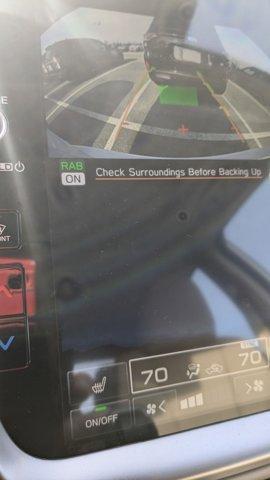 RAB
ON
Check Surroundings Before Backing Up
70
70
ON/OFF